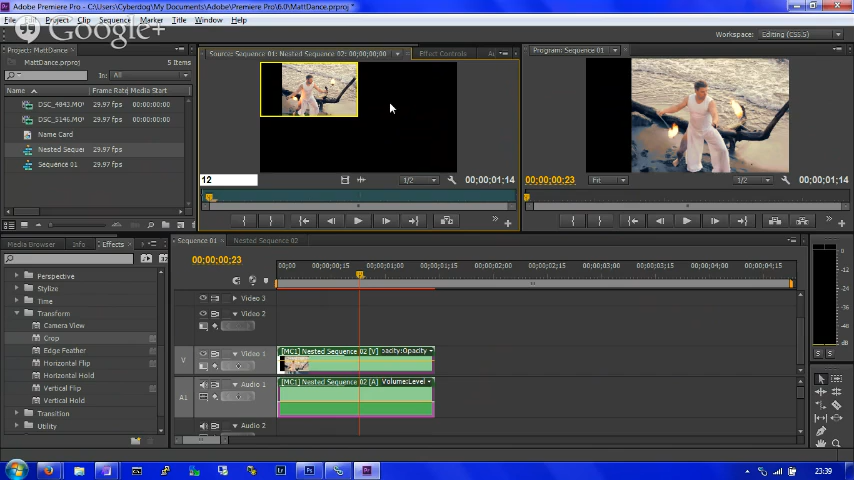 Adobe Premiere Pro - C:\Users\Cyberdog\My Documents\Adobe\Premiere Pro\6.0\MattDance.prproj *
File Edit Project Clip Sequence Marker Title Window Help
Google+
Workspace: Editing (CS5.5)
Project: MattDance
MattDance.prproj
5 Items
In: All
Name
Frame Rate
Media Start
DSC_4843.MOV
29.97 fps
00:00:00:00
DSC_5146.MOV
29.97 fps
00:00:00:00
Name Card
Nested Sequen
29.97 fps
Sequence 01
29.97 fps
Source: Sequence 01: Nested Sequence 02: 00;00;00;00
Effect Controls
12
1/2
00;00;01;14
Program: Sequence 01
00;00;00;23
Fit
1/2
00;00;01;14
Media Browser
Info
Effects
Perspective
Stylize
Time
Transform
Camera View
Crop
Edge Feather
Horizontal Flip
Horizontal Hold
Vertical Flip
Vertical Hold
Transition
Utility
Sequence 01
Nested Sequence 02
00;00;00;23
00;00
00;00;00;15
00;00;01;00
00;00;01;15
00;00;02;00
00;00;02;15
00;00;03;00
00;00;03;15
00;00;04;00
00;00;04;15
Video 3
Video 2
V
Video 1
[MC1] Nested Sequence 02 [V]
pacity:Opacity
A1
Audio 1
[MC1] Nested Sequence 02 [A]
Volume:Level
Audio 2
0
S S
23:39